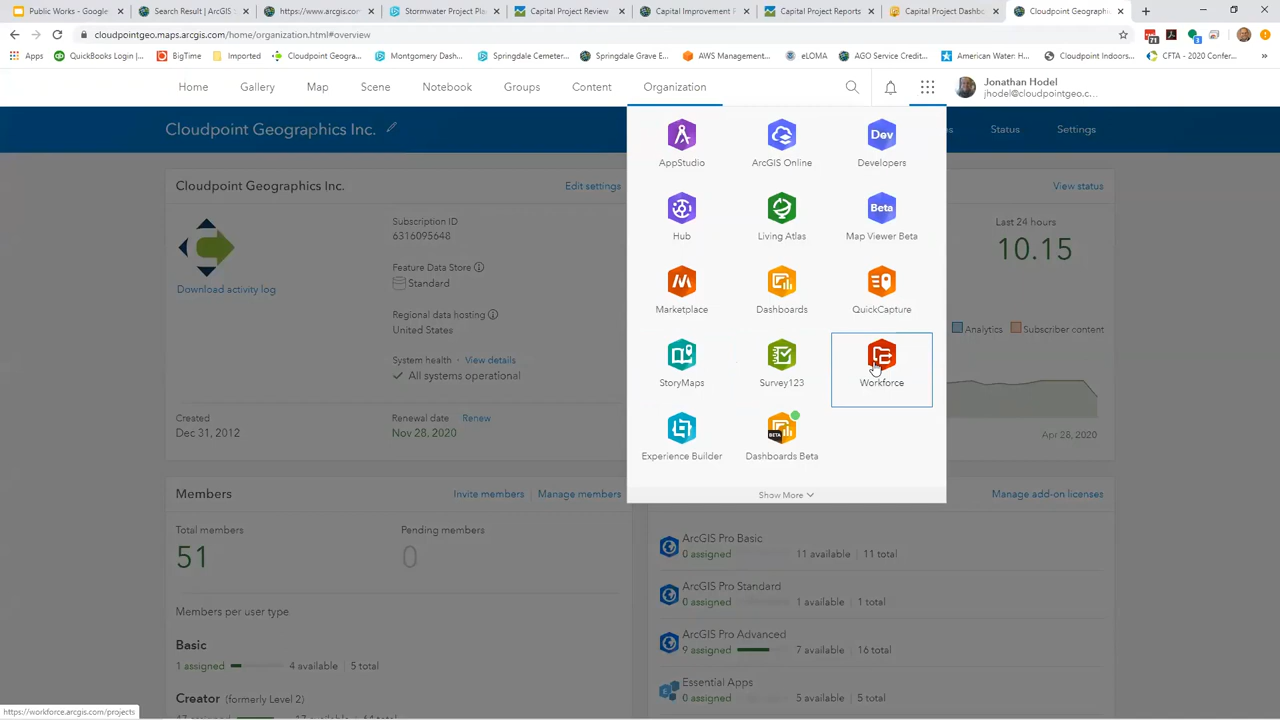 Public Works - Google
Search Result | ArcGIS
https://www.arcgis.com
Stormwater Project Pla
Capital Project Review
Capital Improvement P
Capital Project Reports
Capital Project Dashb
Cloudpoint Geographi
cloudpointgeo.maps.arcgis.com/home/organization.html#overview
Apps
QuickBooks Login |...
BigTime
Imported
Cloudpoint Geogra...
Montgomery Dash...
2020Springdale Cemeter...
Springdale Grave E...
AWS Management...
eLOMA
AGO Service Credit...
American Water: H...
Cloudpoint Indoors...
CFTA - 2020 Confer...
Home
Gallery
Map
Scene
Notebook
Groups
Content
Organization
Jonathan Hodel
jhodel@cloudpointgeo.c...
Cloudpoint Geographics Inc.
Status
Settings
Cloudpoint Geographics Inc.
Edit settings
Subscription ID
6316095648
Feature Data Store
Standard
Download activity log
Regional data hosting
United States
System health
View details
All systems operational
Created
Dec 31, 2012
Renewal date
Renew
Nov 28, 2020
AppStudio
ArcGIS Online
Dev
Developers
Hub
Living Atlas
Beta
Map Viewer Beta
Marketplace
Dashboards
QuickCapture
StoryMaps
Survey123
Workforce
Experience Builder
BETA
Dashboards Beta
Show More
View status
Last 24 hours
10.15
Analytics
Subscriber content
Apr 28, 2020
Members
Invite members
Manage members
Total members
51
Pending members
0
Members per user type
Basic
1 assigned
4 available
5 total
Creator (formerly Level 2)
Manage add-on licenses
ArcGIS Pro Basic
0 assigned
11 available
11 total
ArcGIS Pro Standard
0 assigned
1 available
1 total
ArcGIS Pro Advanced
9 assigned
7 available
16 total
Essential Apps
0 assigned
5 available
5 total
https://workforce.arcgis.com/projects